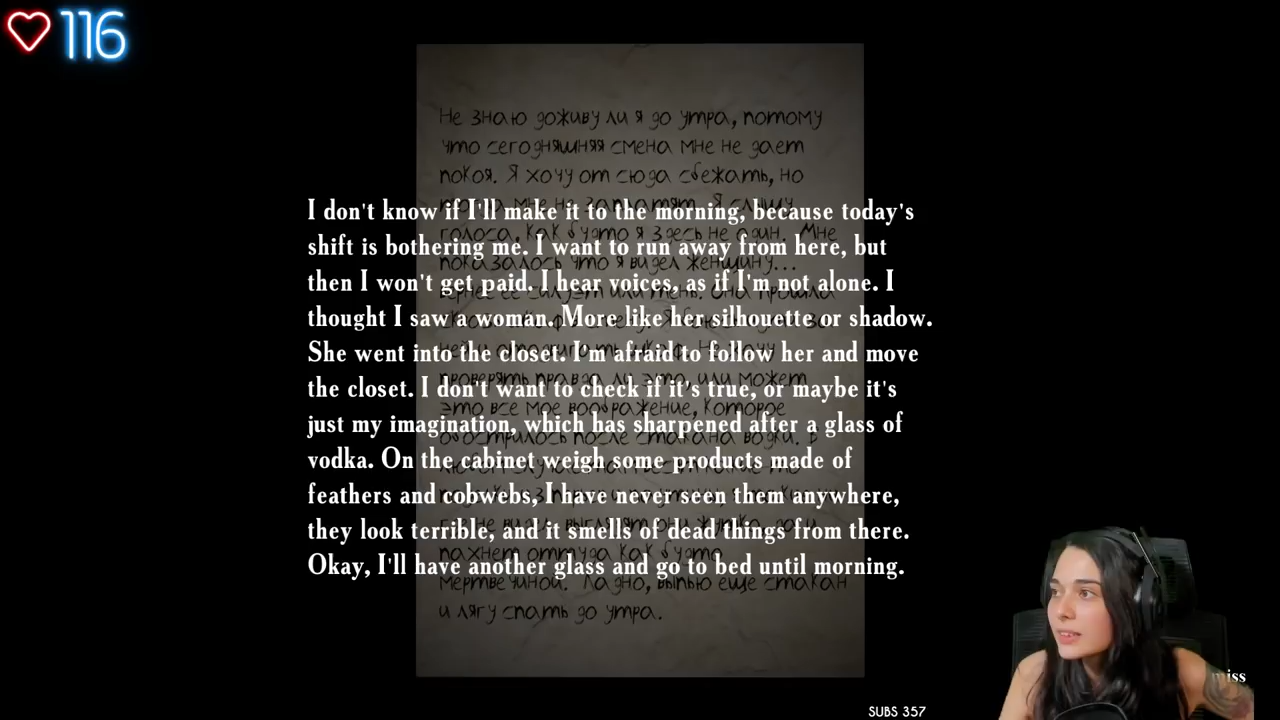 116
Не знаю доживу ли я до утра, потому
что сегодняшняя смена мне не дает
покоя. Я хочу от сюда сбежать, но
I don't know if I'll make it to the morning, because today's
shift is bothering me. I want to run away from here, but
then I won't get paid. I hear voices, as if I'm not alone. I
thought I saw a woman. More like her silhouette or shadow.
She went into the closet. I'm afraid to follow her and move
the closet. I don't want to check if it's true, or maybe it's
just my imagination, which has sharpened after a glass of
vodka. On the cabinet weigh some products made of
feathers and cobwebs, I have never seen them anywhere,
they look terrible, and it smells of dead things from there.
Okay, I'll have another glass and go to bed until morning.
мертвечиной. Ладно, выпью еще стакан
и лягу спать до утра.
miss
SUBS 357